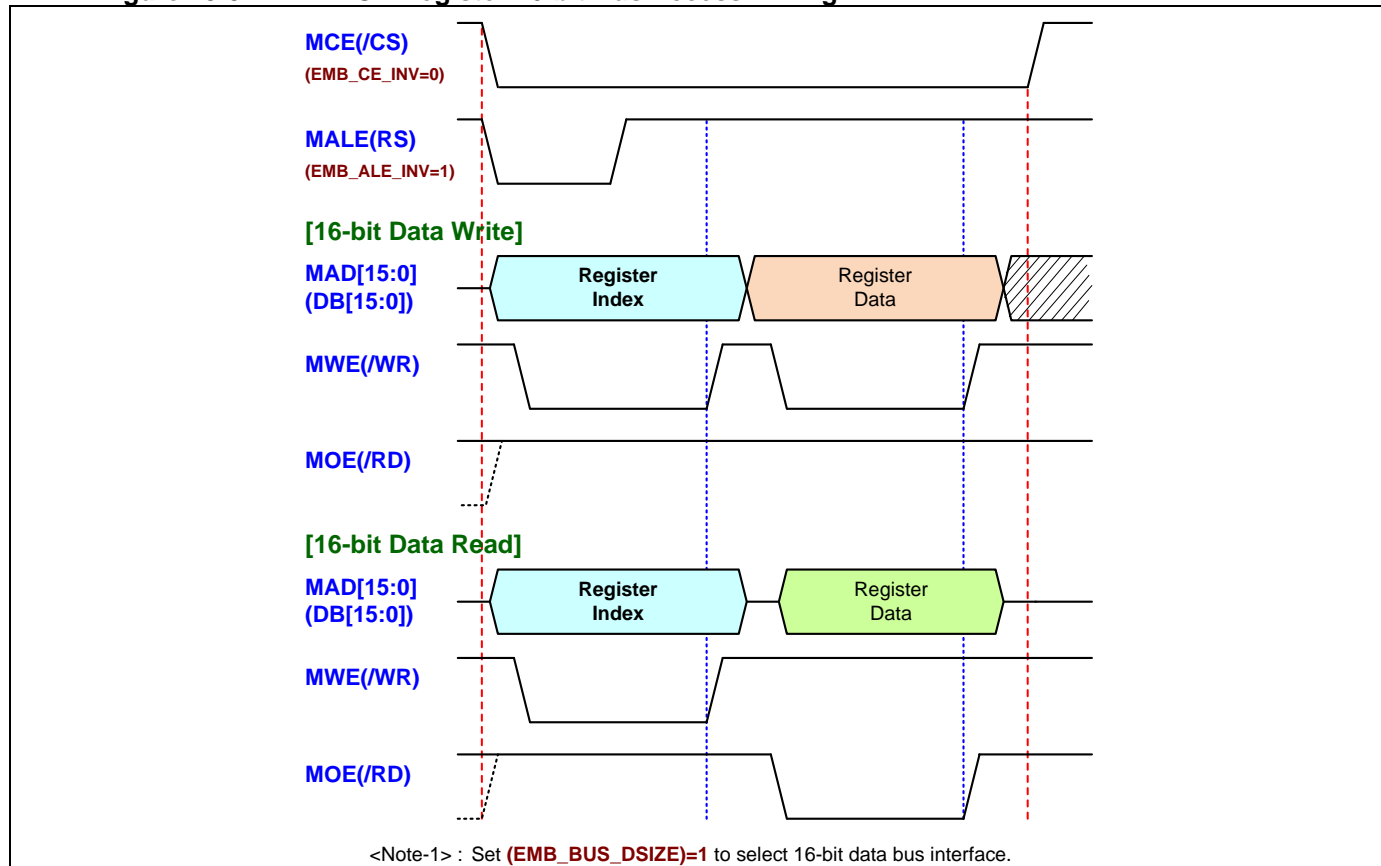 MCE(/CS)
(EMB_CE_INV=0)
MALE(RS)
(EMB_ALE_INV=1)
[16-bit Data Write]
MAD[15:0]
(DB[15:0])
Register
Index
Register
Data
MWE(/WR)
MOE(/RD)
[16-bit Data Read]
MAD[15:0]
(DB[15:0])
Register
Index
Register
Data
MWE(/WR)
MOE(/RD)
<Note-1> : Set (EMB_BUS_DSIZE)=1 to select 16-bit data bus interface.